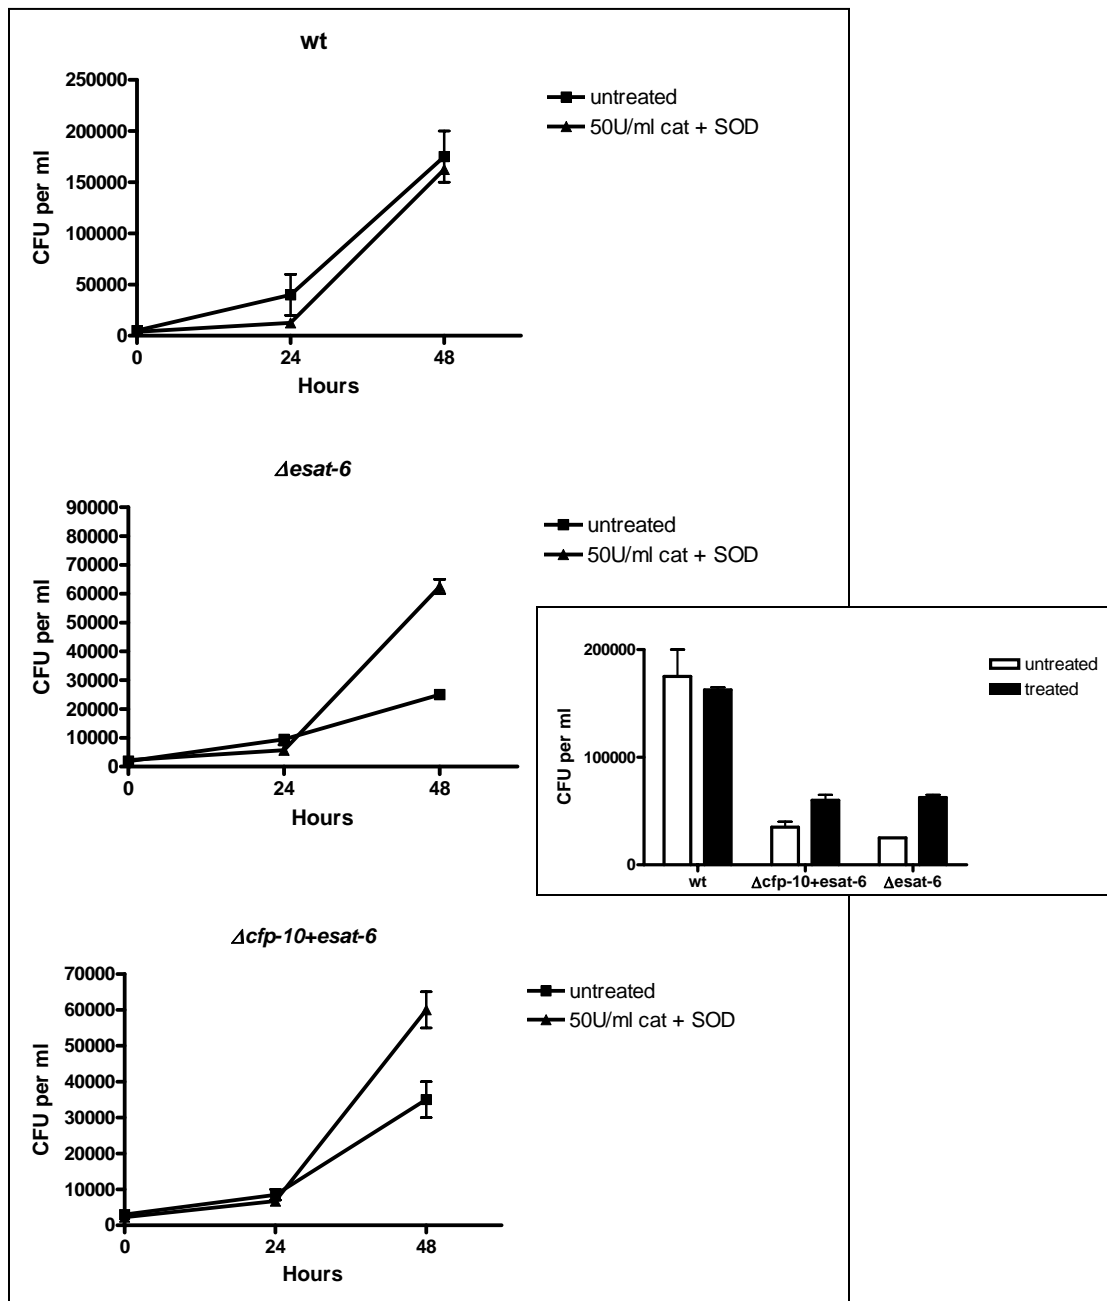 wt
250000
200000
150000
100000
50000
0
CFU per ml
0 24 48
Hours
untreated
50U/ml cat + SOD
Δesat-6
90000
80000
70000
60000
50000
40000
30000
20000
10000
0
CFU per ml
0 24 48
Hours
untreated
50U/ml cat + SOD
200000
100000
0
CFU per ml
wt Δcfp-10+esat-6 Δesat-6
untreated
treated
Δcfp-10+esat-6
70000
60000
50000
40000
30000
20000
10000
0
CFU per ml
0 24 48
Hours
untreated
50U/ml cat + SOD